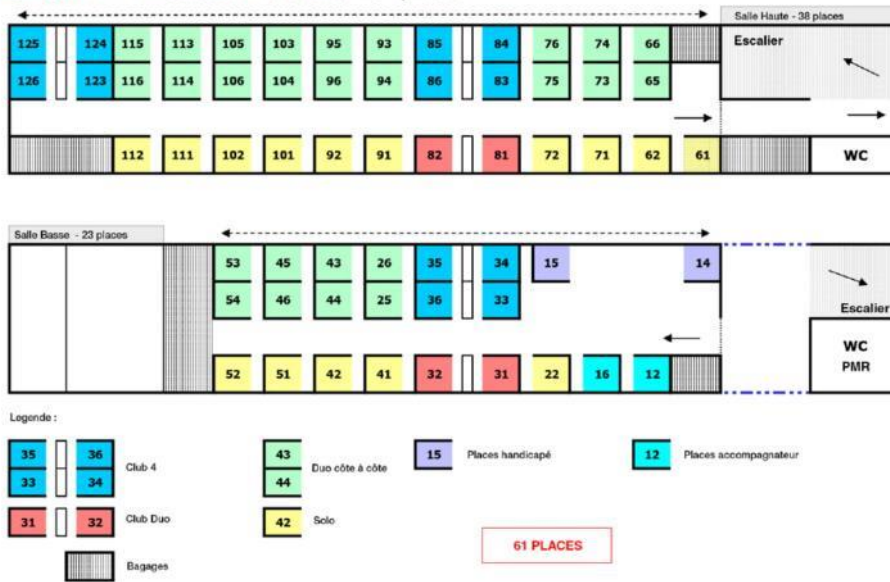 Salle Haute - 38 places
125 124 115 113 105 103 95 93 85 84 76 74 66
Escalier
126 123 116 114 106 104 96 94 86 83 75 73 65
112 111 102 101 92 91 82 81 72 71 62 61 WC
Salle Basse - 23 places
53 45 43 26 35 34 15 14
54 46 44 25 36 33
Escalier
52 51 42 41 32 31 22 16 12
WC
PMR
Legende :
35 36
33 34
Club 4
43
44
Duo côte à côte
15 Places handicapé
12 Places accompagnateur
31 32 Club Duo
42 Solo
61 PLACES
Bagages